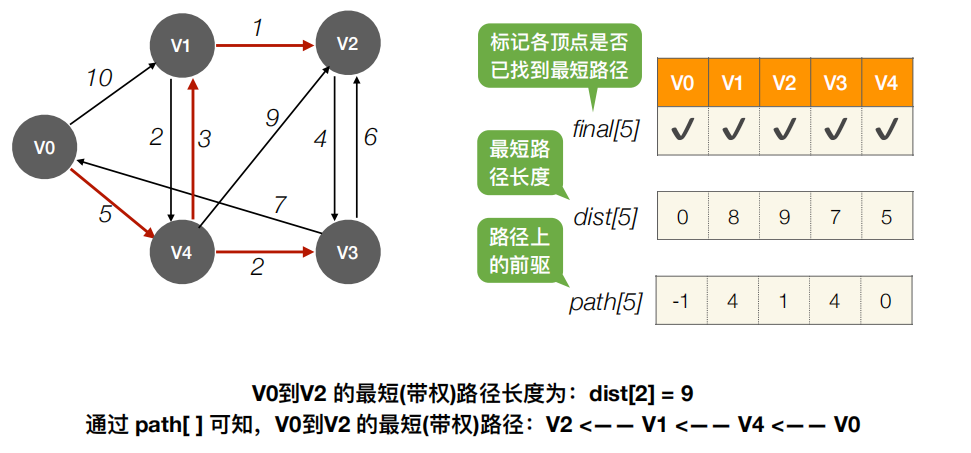 1
V1
V2
标记各顶点是否
已找到最短路径
10
V0 V1 V2 V3 V4
final[5] ✓ ✓ ✓ ✓ ✓
2
3
9
4
6
V0
最短路
径长度
dist[5] 0 8 9 7 5
5
7
路径上
的前驱
V4
2
V3
path[5] -1 4 1 4 0
V0到V2 的最短(带权)路径长度为：dist[2] = 9
通过 path[ ] 可知，V0到V2 的最短(带权)路径：V2 <—— V1 <—— V4 <—— V0